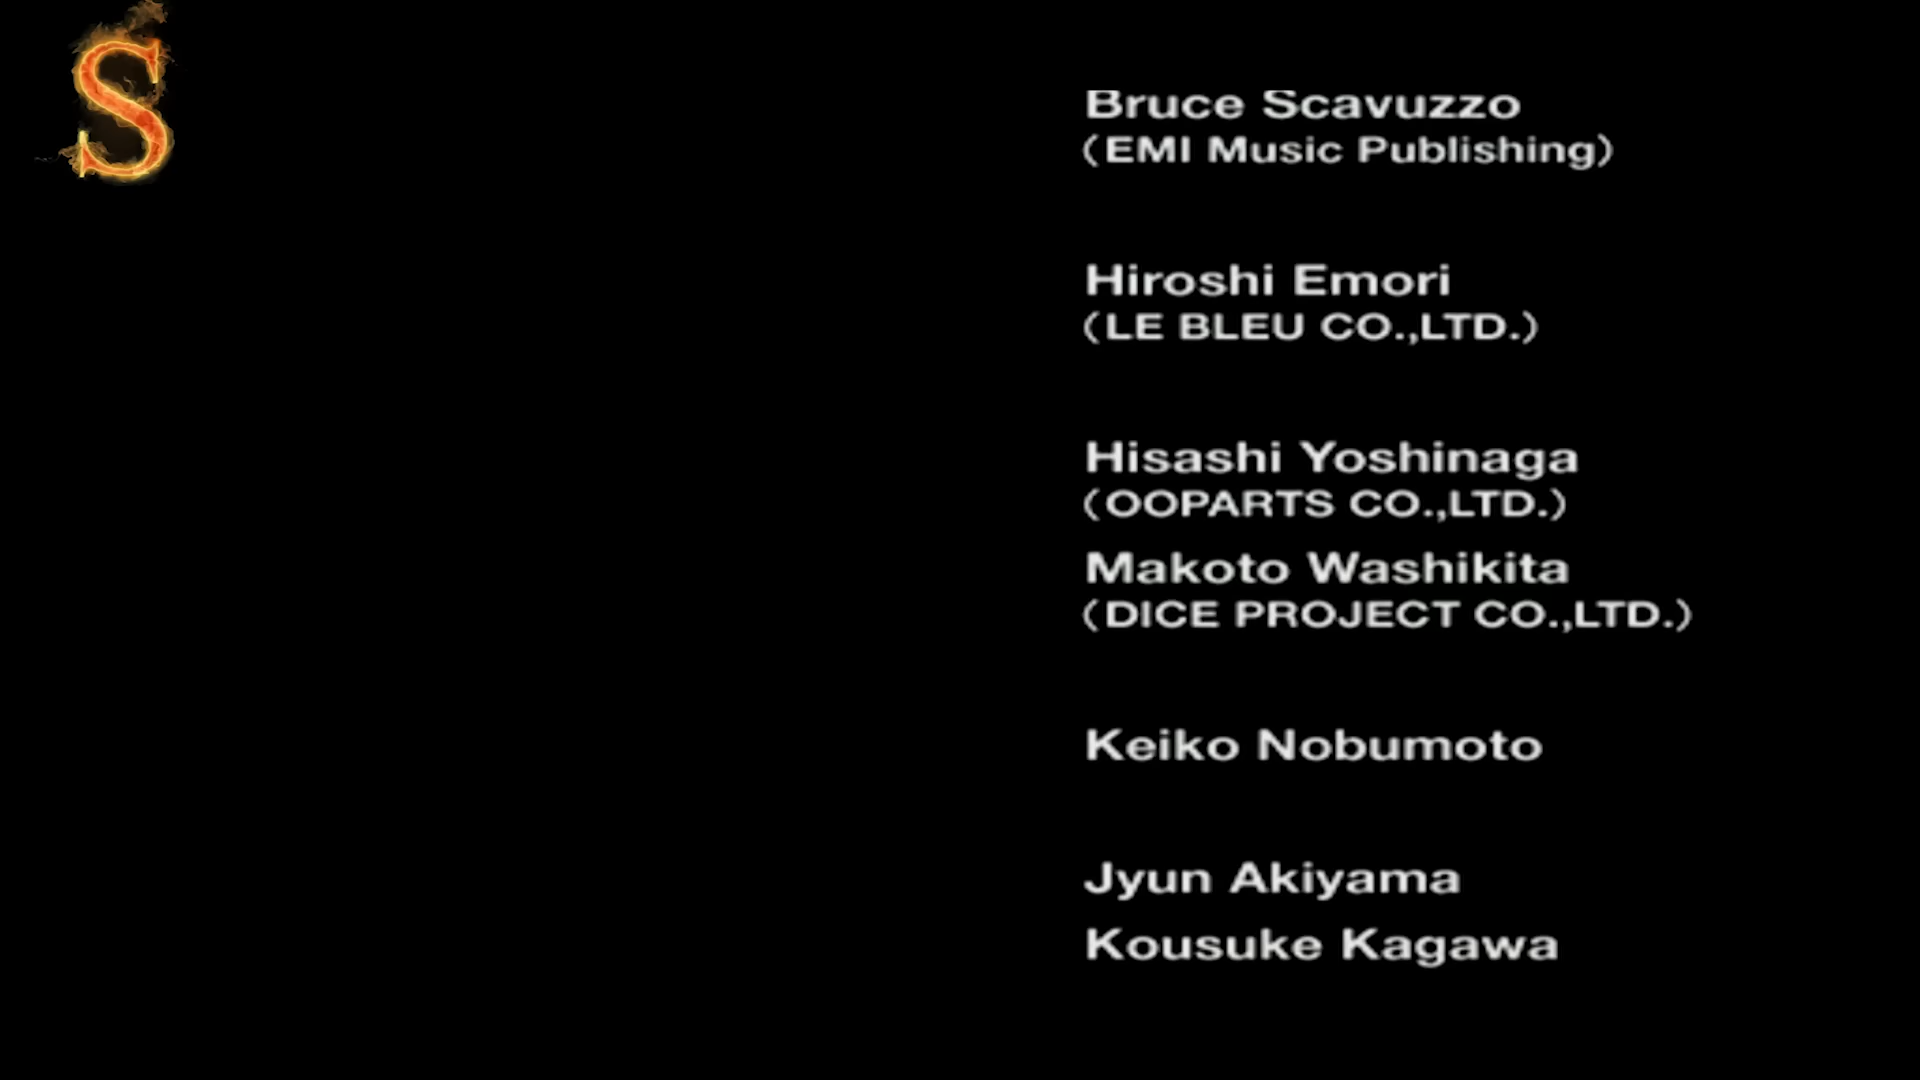 S
Bruce Scavuzzo
(EMI Music Publishing)
Hiroshi Emori
(LE BLEU CO.,LTD.)
Hisashi Yoshinaga
(OOPARTS CO.,LTD.)
Makoto Washikita
(DICE PROJECT CO.,LTD.)
Keiko Nobumoto
Jyun Akiyama
Kousuke Kagawa